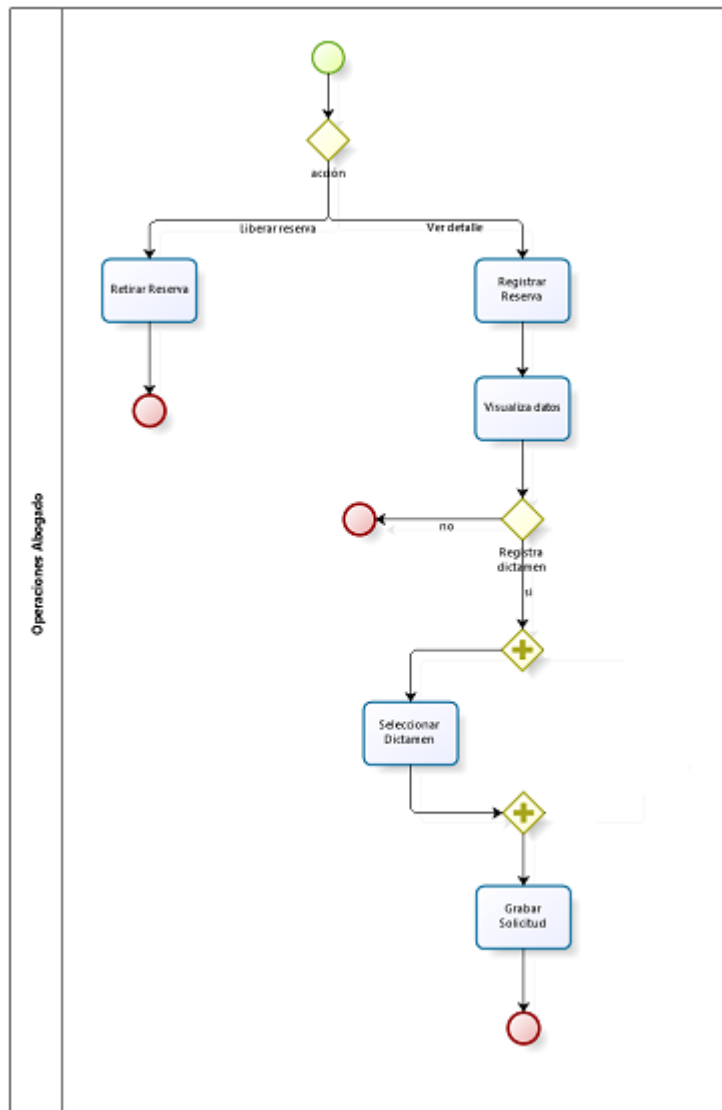 acción
Liberar reserva
Ver detalle
Retirar Reserva
Registrar
Reserva
Visualiza datos
no
Registra
dictamen
si
Operaciones Abogado
Seleccionar
Dictamen
Grabar
Solicitud